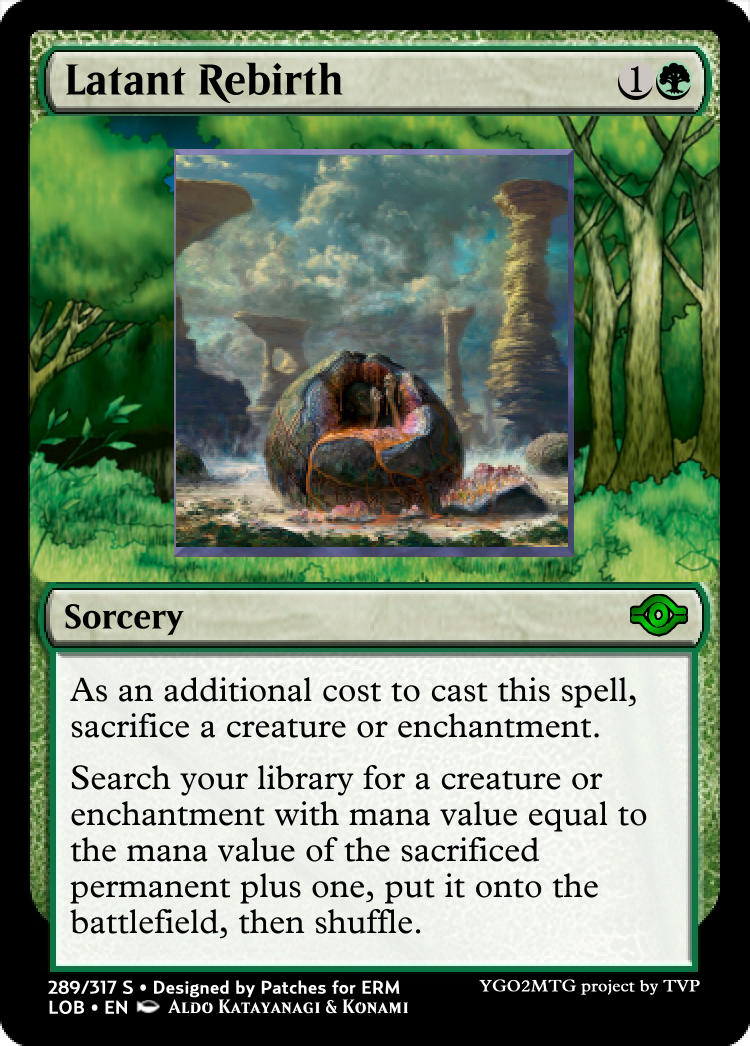 Latant Rebirth 1
Sorcery
As an additional cost to cast this spell,
sacrifice a creature or enchantment.
Search your library for a creature or
enchantment with mana value equal to
the mana value of the sacrificed
permanent plus one, put it onto the
battlefield, then shuffle.
289/317 S • Designed by Patches for ERM
YGO2MTG project by TVP
LOB • EN Aldo Katayanagi & Konami